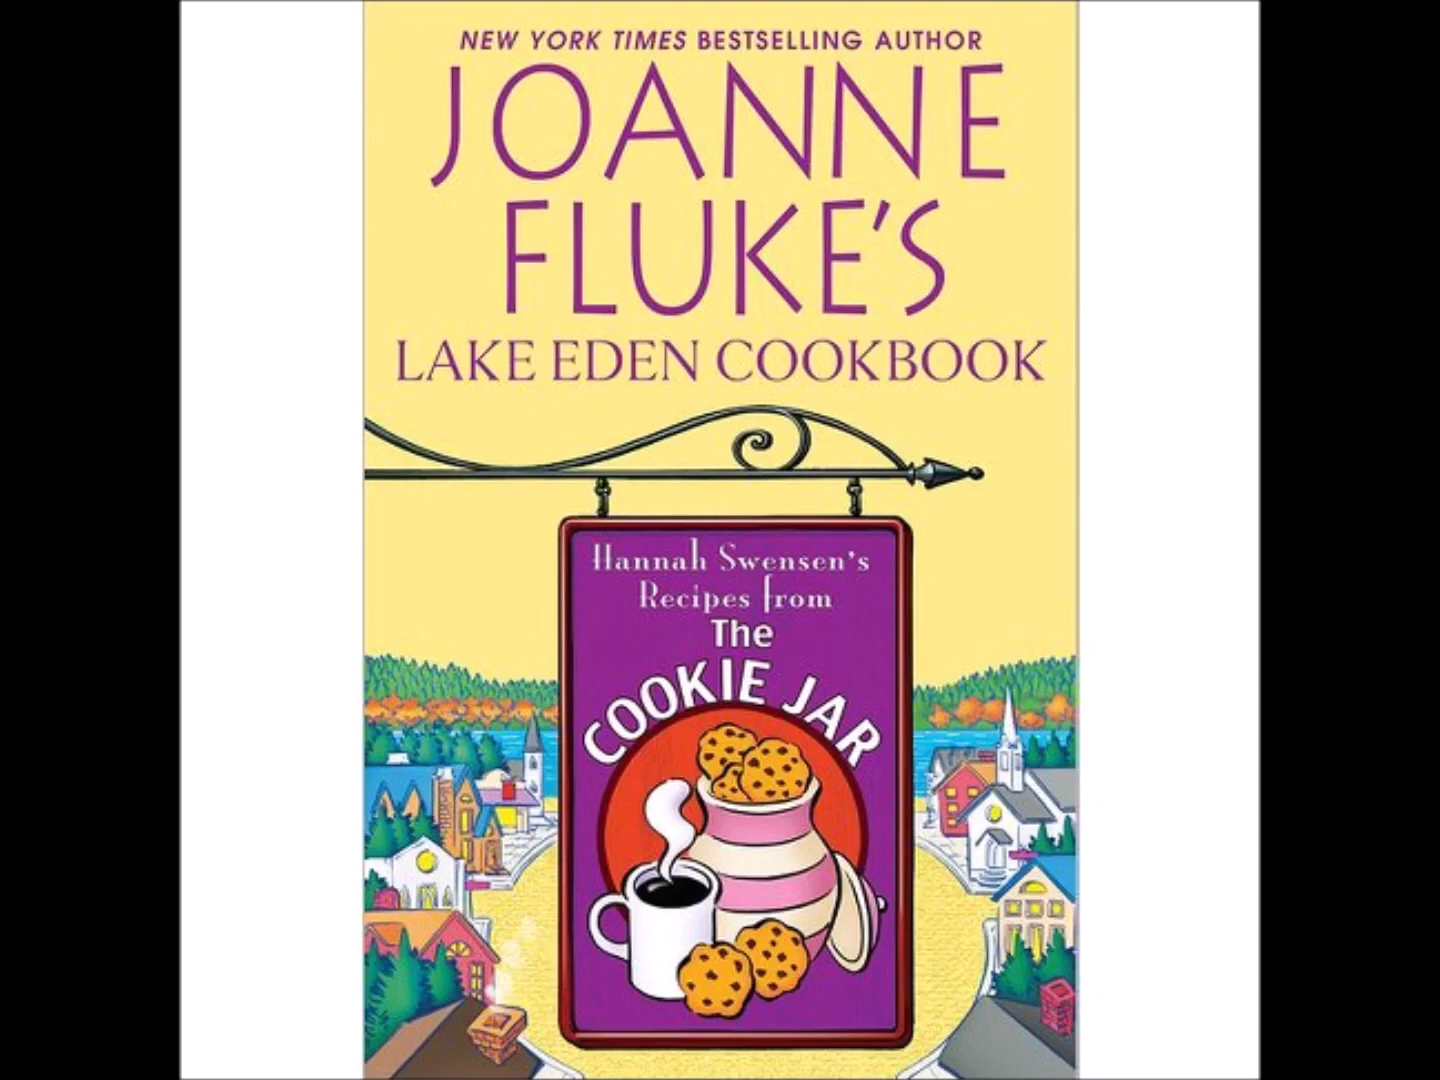 NEW YORK TIMES BESTSELLING AUTHOR
JOANNE
FLUKE'S
LAKE EDEN COOKBOOK
Hannah Swensen's
Recipes from
The
COOKIE JAR